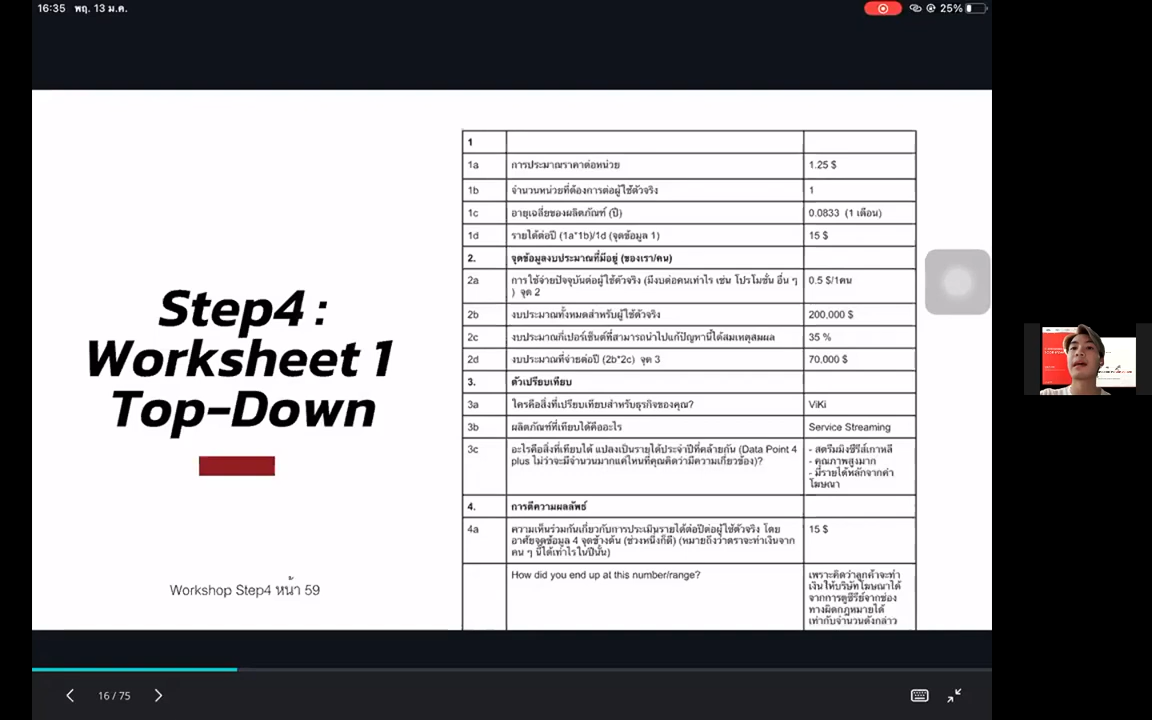 16:35 พฤ. 13 ม.ค.
25%
Step4 :
Worksheet 1
Top-Down
Workshop Step4 หน้า 59
1
1a การประมาณราคาต่อหน่วย 1.25 $
1b จำนวนหน่วยที่ต้องการต่อผู้ใช้ตัวจริง 1
1c อายุเฉลี่ยของผลิตภัณฑ์ (ปี) 0.0833 (1 เดือน)
1d รายได้ต่อปี (1a*1b)/1d (จุดข้อมูล 1) 15 $
2. จุดข้อมูลงบประมาณที่มีอยู่ (ของเรา/คน)
2a การใช้จ่ายปัจจุบันต่อผู้ใช้ตัวจริง (มีงบต่อคนเท่าไร เช่น โปรโมชั่น อื่น ๆ
) จุด 2 0.5 $/1คน
2b งบประมาณทั้งหมดสำหรับผู้ใช้ตัวจริง 200,000 $
2c งบประมาณกี่เปอร์เซ็นต์ที่สามารถนำไปแก้ปัญหานี้ได้สมเหตุสมผล 35 %
2d งบประมาณที่จ่ายต่อปี (2b*2c) จุด 3 70,000 $
3. ตัวเปรียบเทียบ
3a ใครคือสิ่งที่เปรียบเทียบสำหรับธุรกิจของคุณ? ViKi
3b ผลิตภัณฑ์ที่เทียบได้คืออะไร Service Streaming
3c อะไรคือสิ่งที่เทียบได้ แปลงเป็นรายได้ประจำปีที่คล้ายกัน (Data Point 4
plus ไม่ว่าจะมีจำนวนมากแค่ไหนที่คุณคิดว่ามีความเกี่ยวข้อง)?
- สตรีมมิงซีรีส์เกาหลี
- คุณภาพสูงมาก
- มีรายได้หลักจากค่า
โฆษณา
4. การตีความผลลัพธ์
4a ความเห็นร่วมกันเกี่ยวกับการประเมินรายได้ต่อปีต่อผู้ใช้ตัวจริง โดย
อาศัยจุดข้อมูล 4 จุดข้างต้น (ช่วงหนึ่งก็ดี) (หมายถึงว่าเราจะทำเงินจาก
คน ๆ นี้ได้เท่าไรในปีนั้น) 15 $
How did you end up at this number/range?
เพราะคิดว่าลูกค้าจะทำ
เงินให้บริษัทโฆษณาได้
จากการดูซีรีย์จากช่อง
ทางผิดกฎหมายได้
เท่ากับจำนวนดังกล่าว
16 / 75